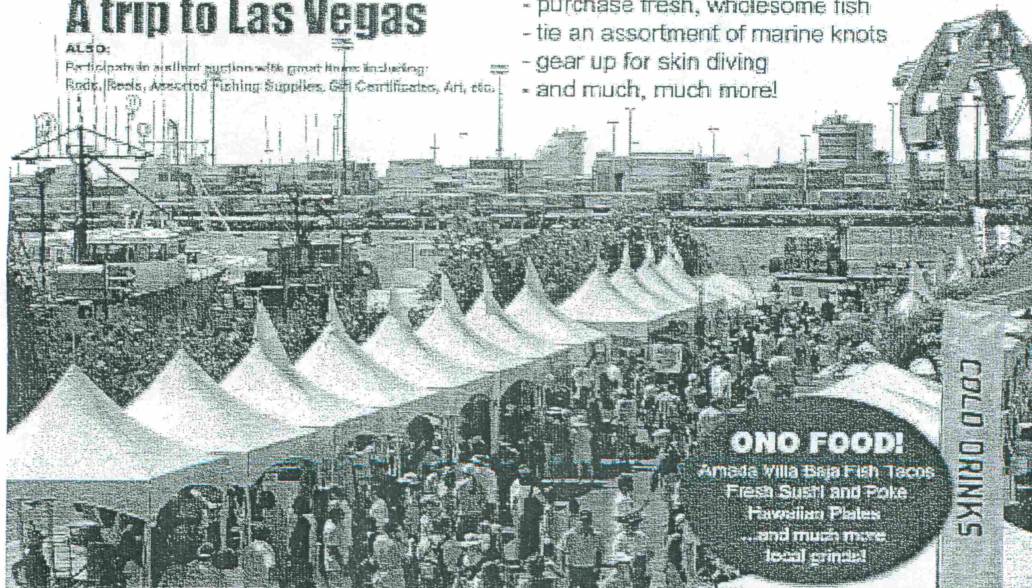 A trip to Las Vegas
ALSO:
Participate in a silent auction with great items including:
Rods, Reels, Assorted Fishing Supplies, Gift Certificates, Art, etc.
- purchase fresh, wholesome fish
- tie an assortment of marine knots
- gear up for skin diving
- and much, much more!
ONO FOOD!
Amada Villa Baja Fish Tacos
Fresh Sushi and Poke
Hawaiian Plates
...and much more
local grinds!
COLD DRINKS